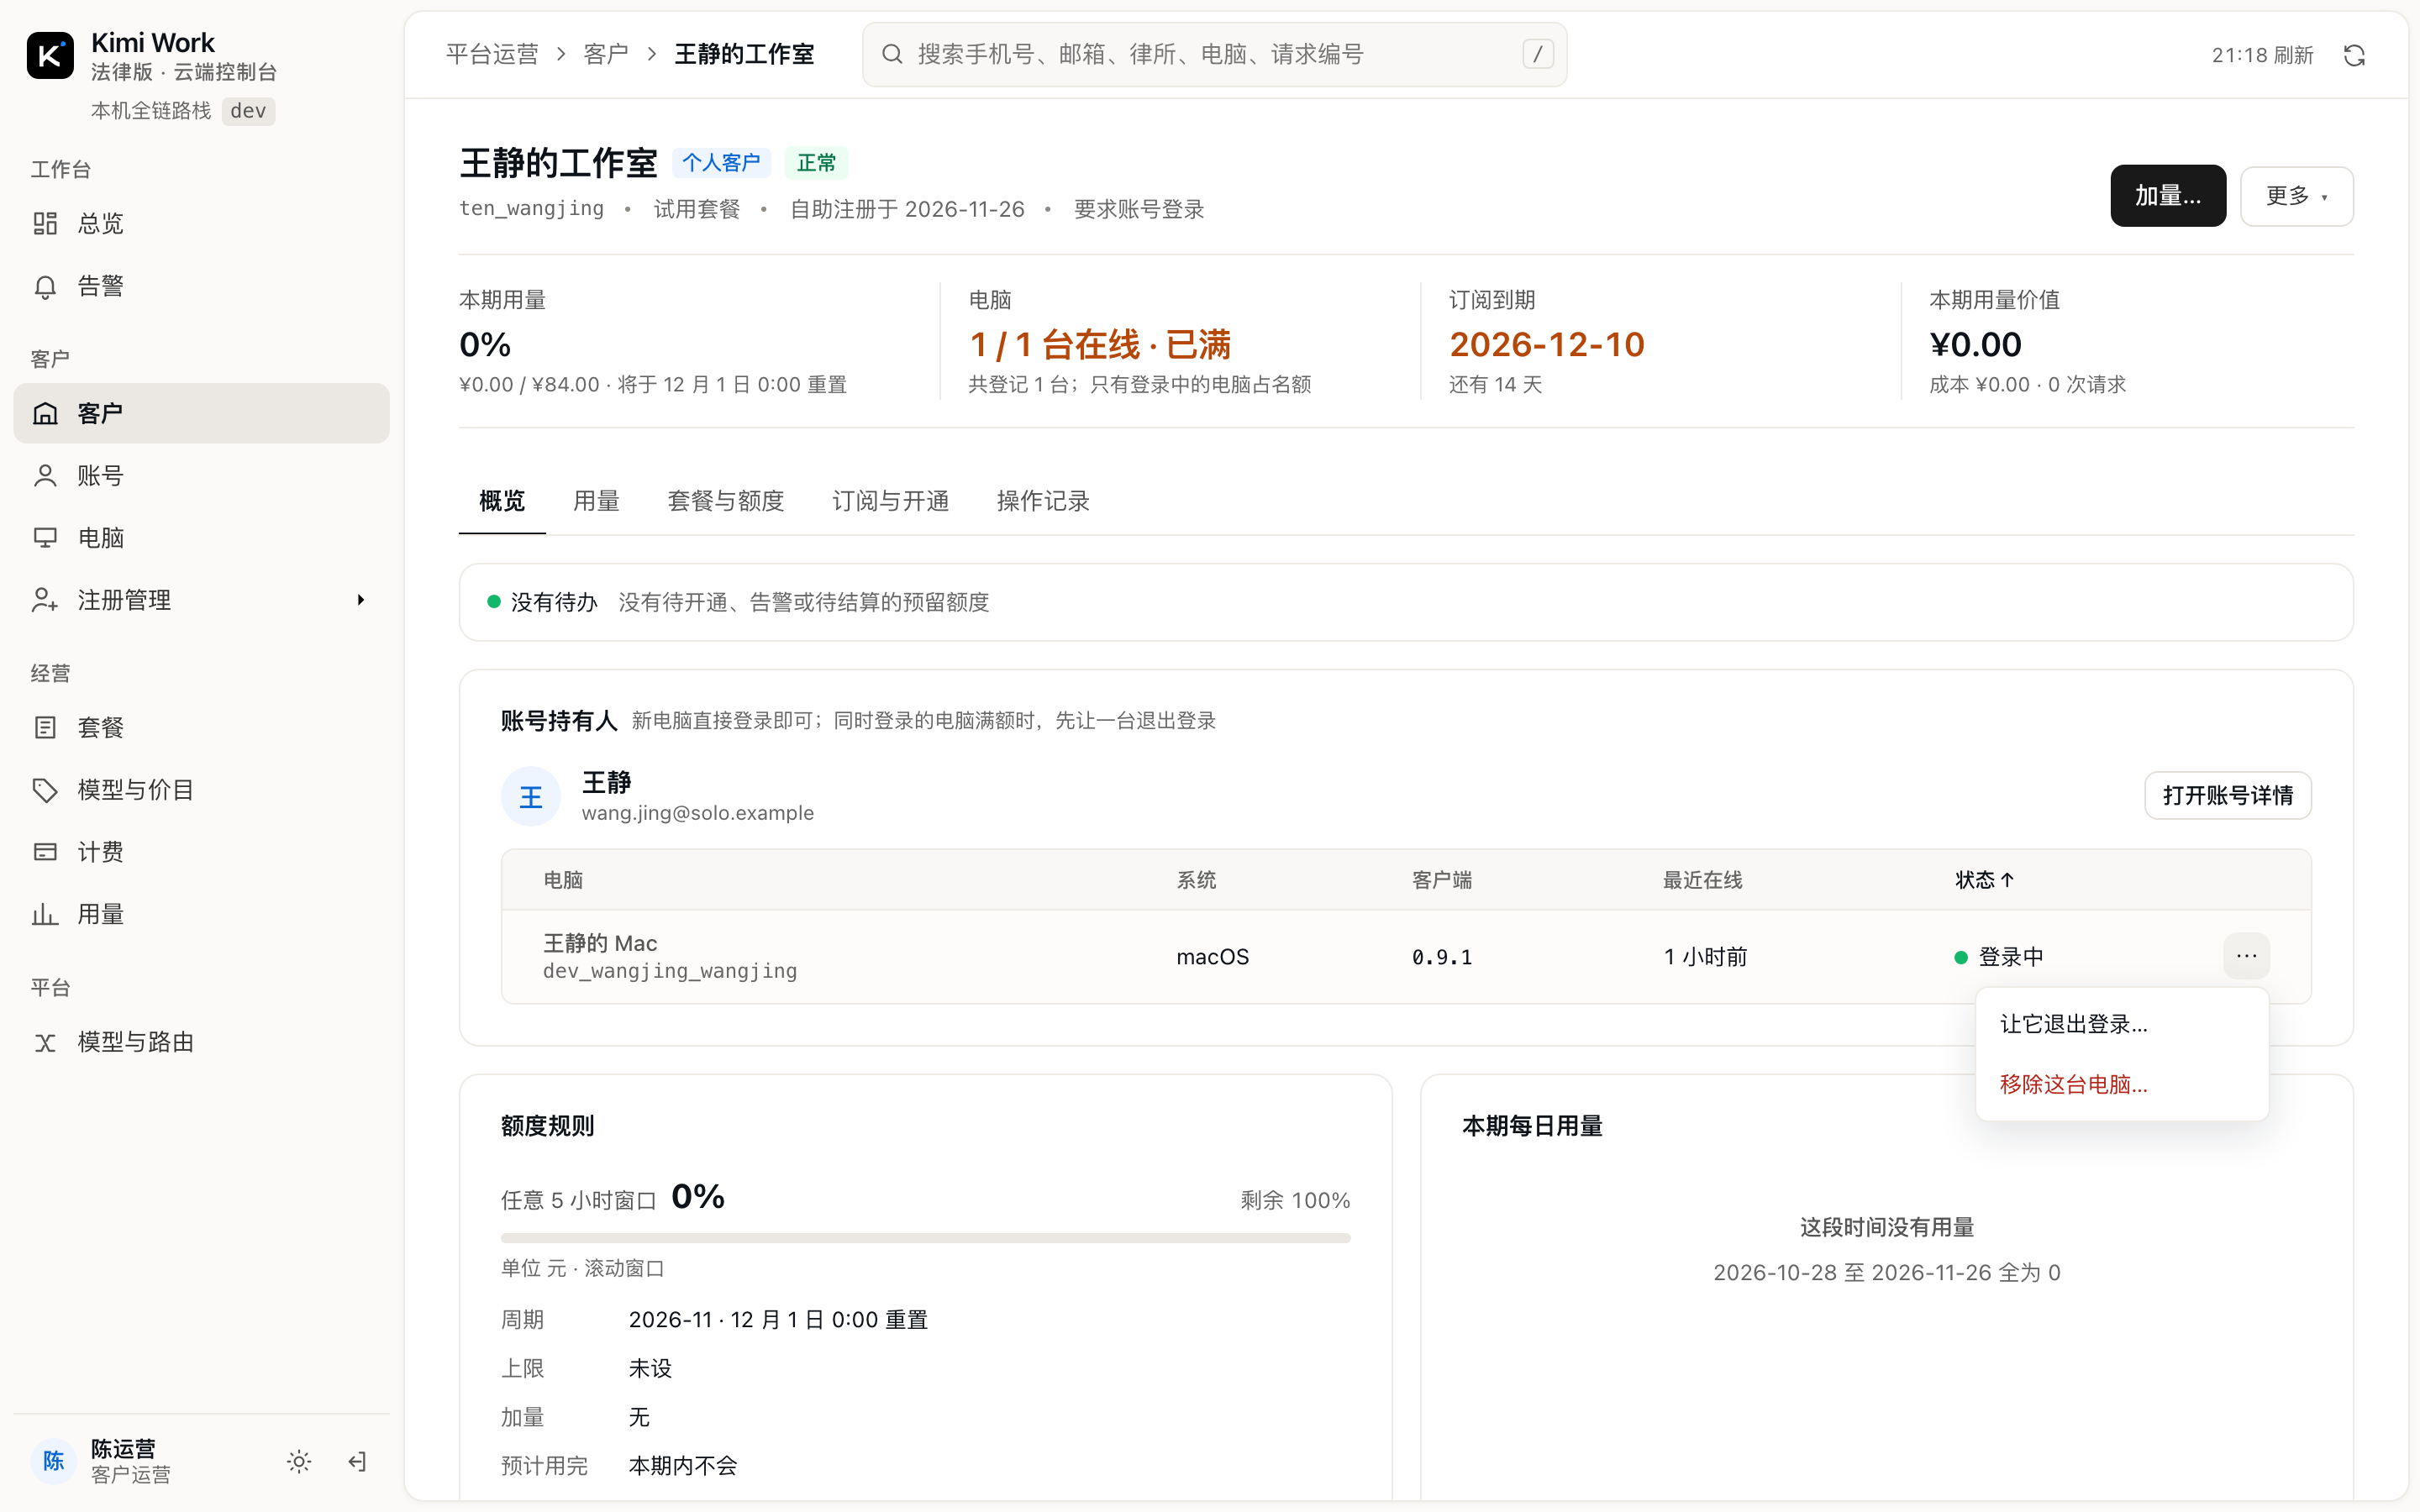 Kimi Work
法律版 · 云端控制台
本机全链路栈 dev
工作台
总览
告警
客户
客户
账号
电脑
注册管理
经营
套餐
模型与价目
计费
用量
平台
模型与路由
陈 陈运营
客户运营
平台运营 > 客户 > 王静的工作室
搜索手机号、邮箱、律所、电脑、请求编号 /
21:18 刷新
王静的工作室 个人客户 正常
ten_wangjing • 试用套餐 • 自助注册于 2026-11-26 • 要求账号登录
加量... 更多
本期用量
0%
¥0.00 / ¥84.00 · 将于 12 月 1 日 0:00 重置
电脑
1 / 1 台在线 · 已满
共登记 1 台；只有登录中的电脑占名额
订阅到期
2026-12-10
还有 14 天
本期用量价值
¥0.00
成本 ¥0.00 · 0 次请求
概览 用量 套餐与额度 订阅与开通 操作记录
没有待办 没有待开通、告警或待结算的预留额度
账号持有人 新电脑直接登录即可；同时登录的电脑满额时，先让一台退出登录
王 王静
wang.jing@solo.example
打开账号详情
电脑 系统 客户端 最近在线 状态 ↑
王静的 Mac
dev_wangjing_wangjing
macOS 0.9.1 1 小时前 登录中 ...
让它退出登录...
移除这台电脑...
额度规则
任意 5 小时窗口 0% 剩余 100%
单位 元 · 滚动窗口
周期 2026-11 · 12 月 1 日 0:00 重置
上限 未设
加量 无
预计用完 本期内不会
本期每日用量
这段时间没有用量
2026-10-28 至 2026-11-26 全为 0